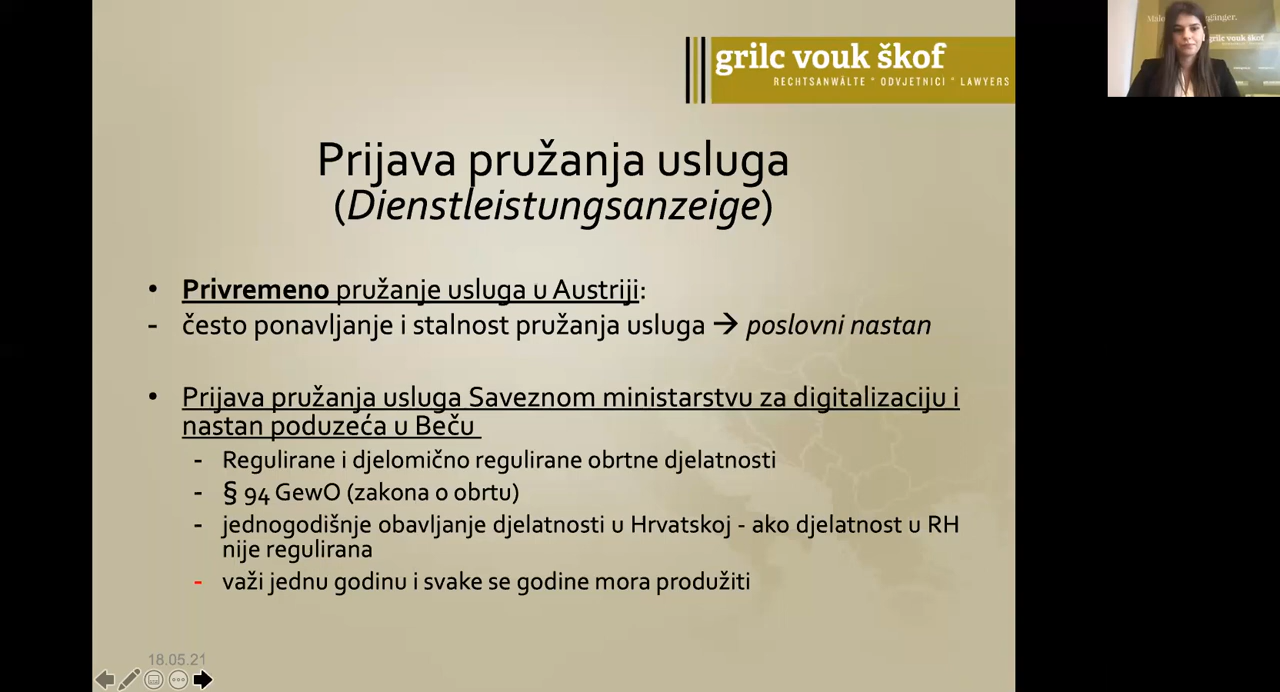 grilc vouk škof
RECHTSANWÄLTE * ODVJETNICI * LAWYERS
Prijava pružanja usluga
(Dienstleistungsanzeige)
• Privremeno pružanje usluga u Austriji:
- često ponavljanje i stalnost pružanja usluga → poslovni nastan
• Prijava pružanja usluga Saveznom ministarstvu za digitalizaciju i
nastan poduzeća u Beču
- Regulirane i djelomično regulirane obrtne djelatnosti
- § 94 GewO (zakona o obrtu)
- jednogodišnje obavljanje djelatnosti u Hrvatskoj - ako djelatnost u RH
nije regulirana
- važi jednu godinu i svake se godine mora produžiti
18.05.21
grilc vouk škof